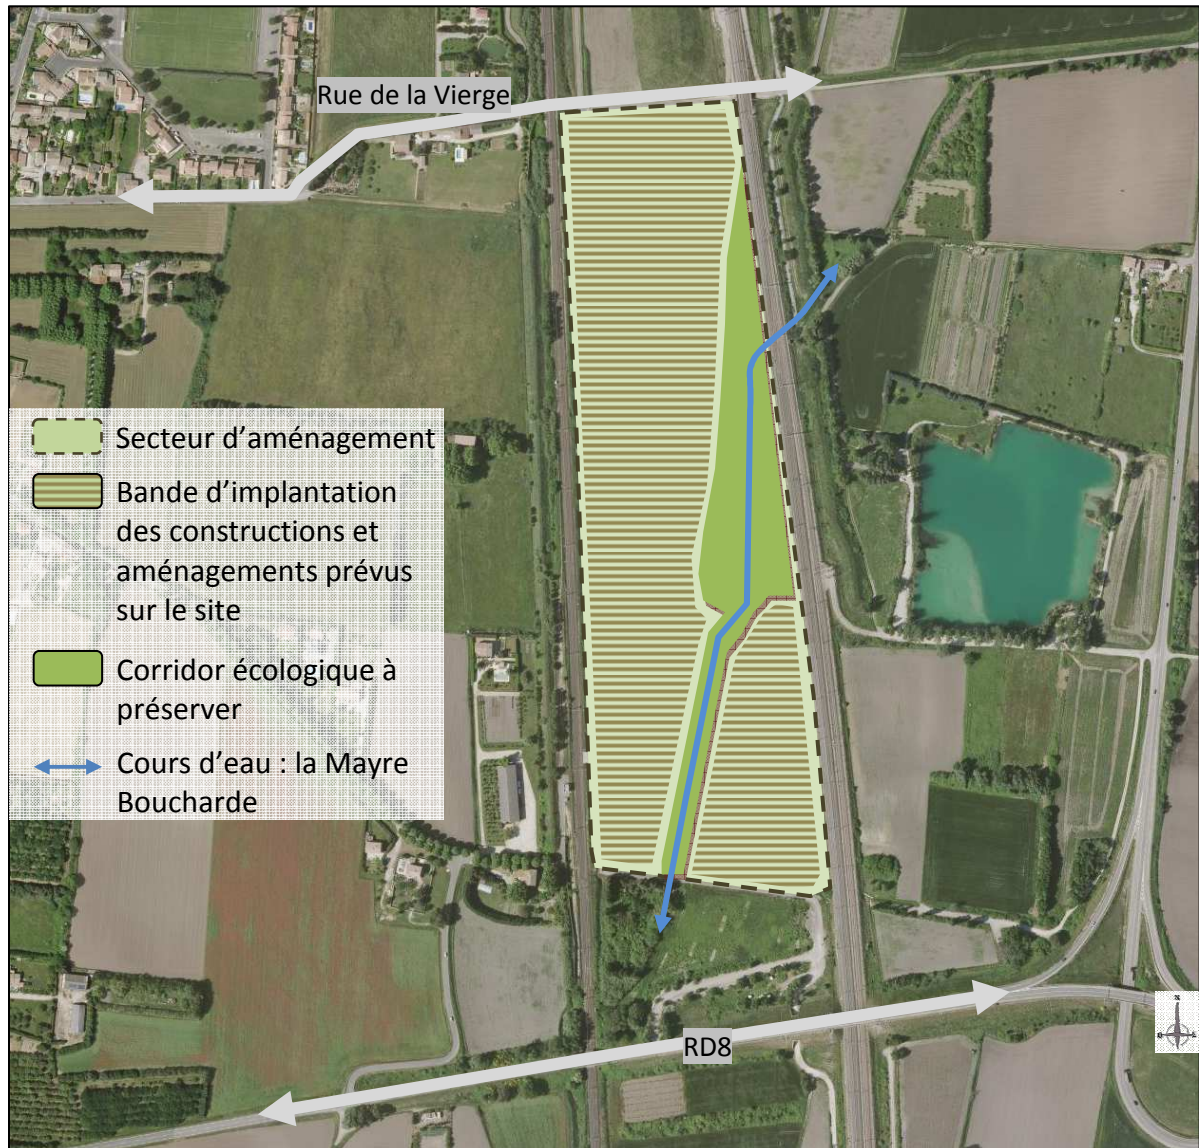 Rue de la Vierge
Secteur d’aménagement
Bande d’implantation
des constructions et
aménagements prévus
sur le site
Corridor écologique à
préserver
Cours d’eau : la Mayre
Boucharde
RD8